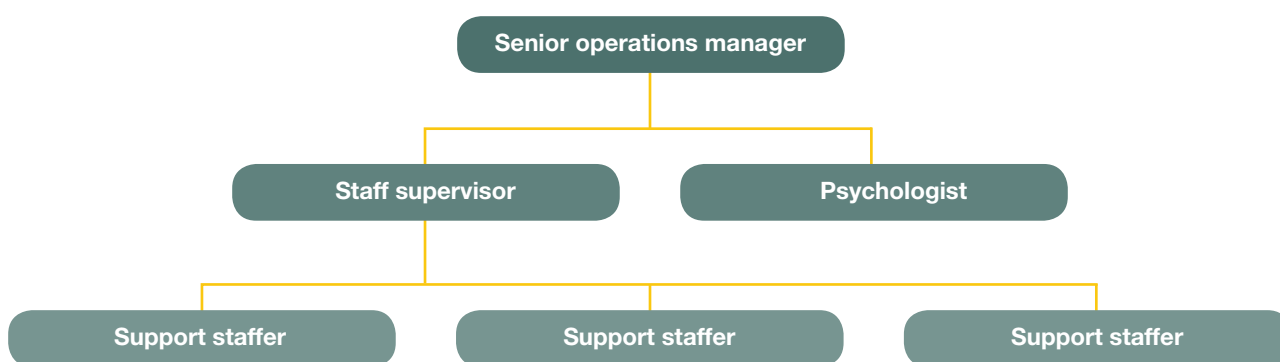 Senior operations manager
Staff supervisor
Psychologist
Support staffer
Support staffer
Support staffer